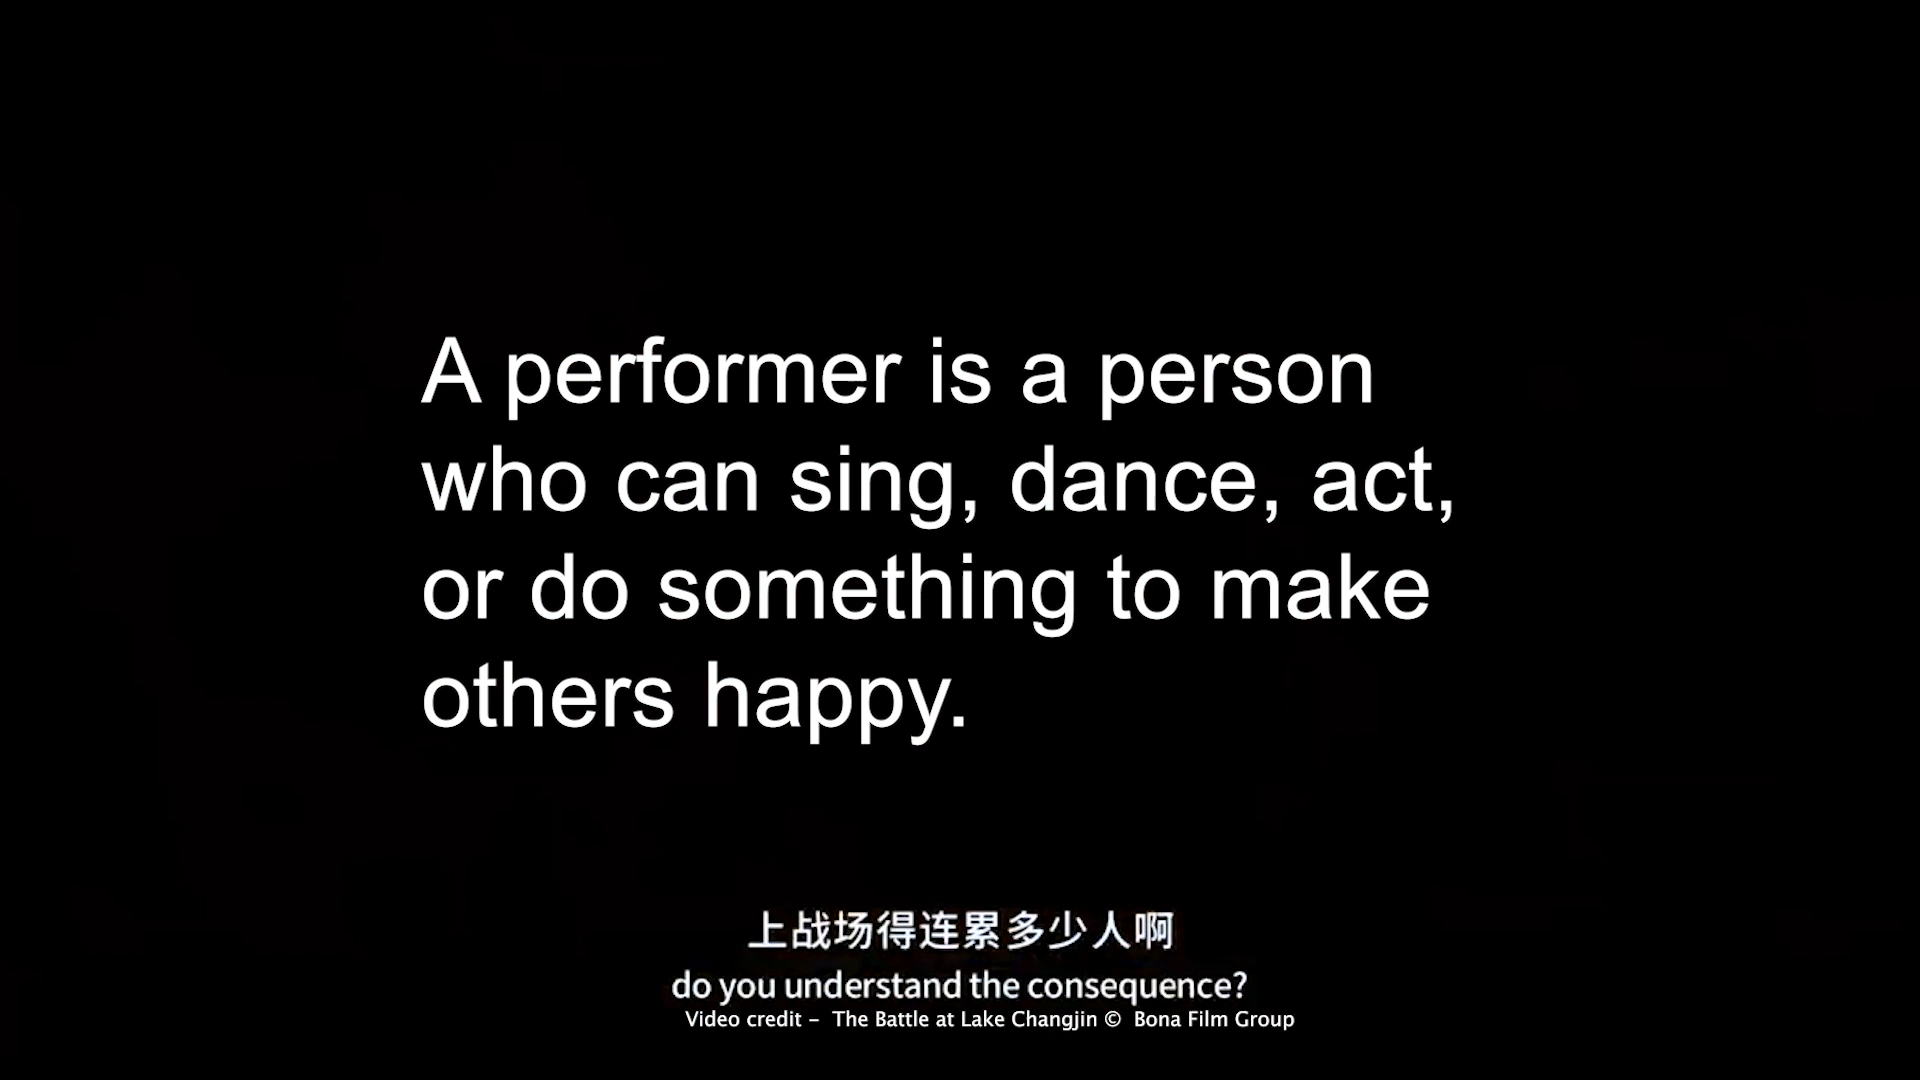 A performer is a person
who can sing, dance, act,
or do something to make
others happy.
上战场得连累多少人啊
do you understand the consequence?
Video credit – The Battle at Lake Changjin © Bona Film Group